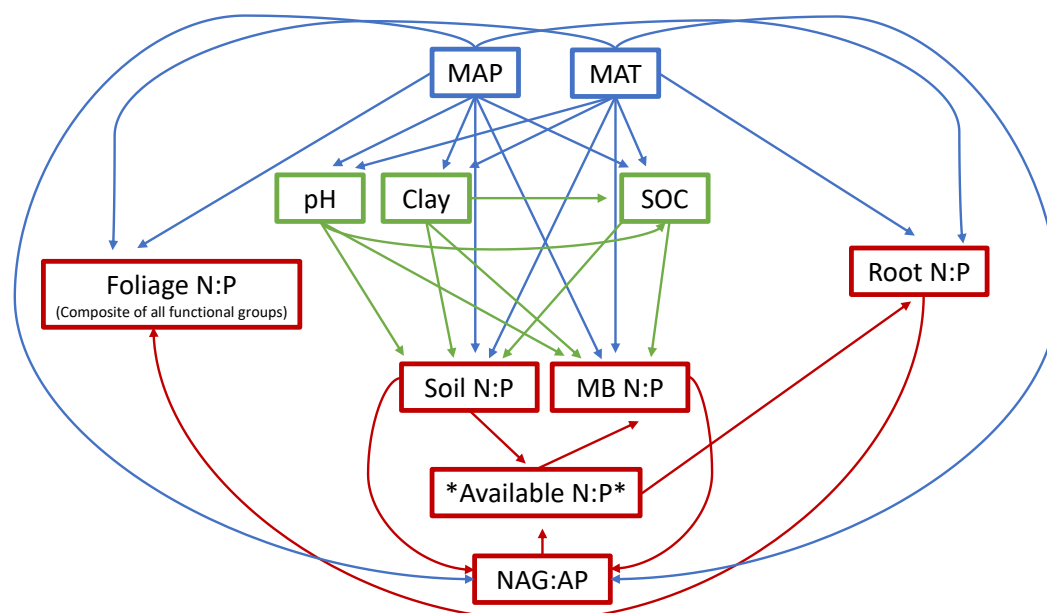 MAP
MAT
pH
Clay
SOC
Foliage N:P
(Composite of all functional groups)
Root N:P
Soil N:P
MB N:P
*Available N:P*
NAG:AP